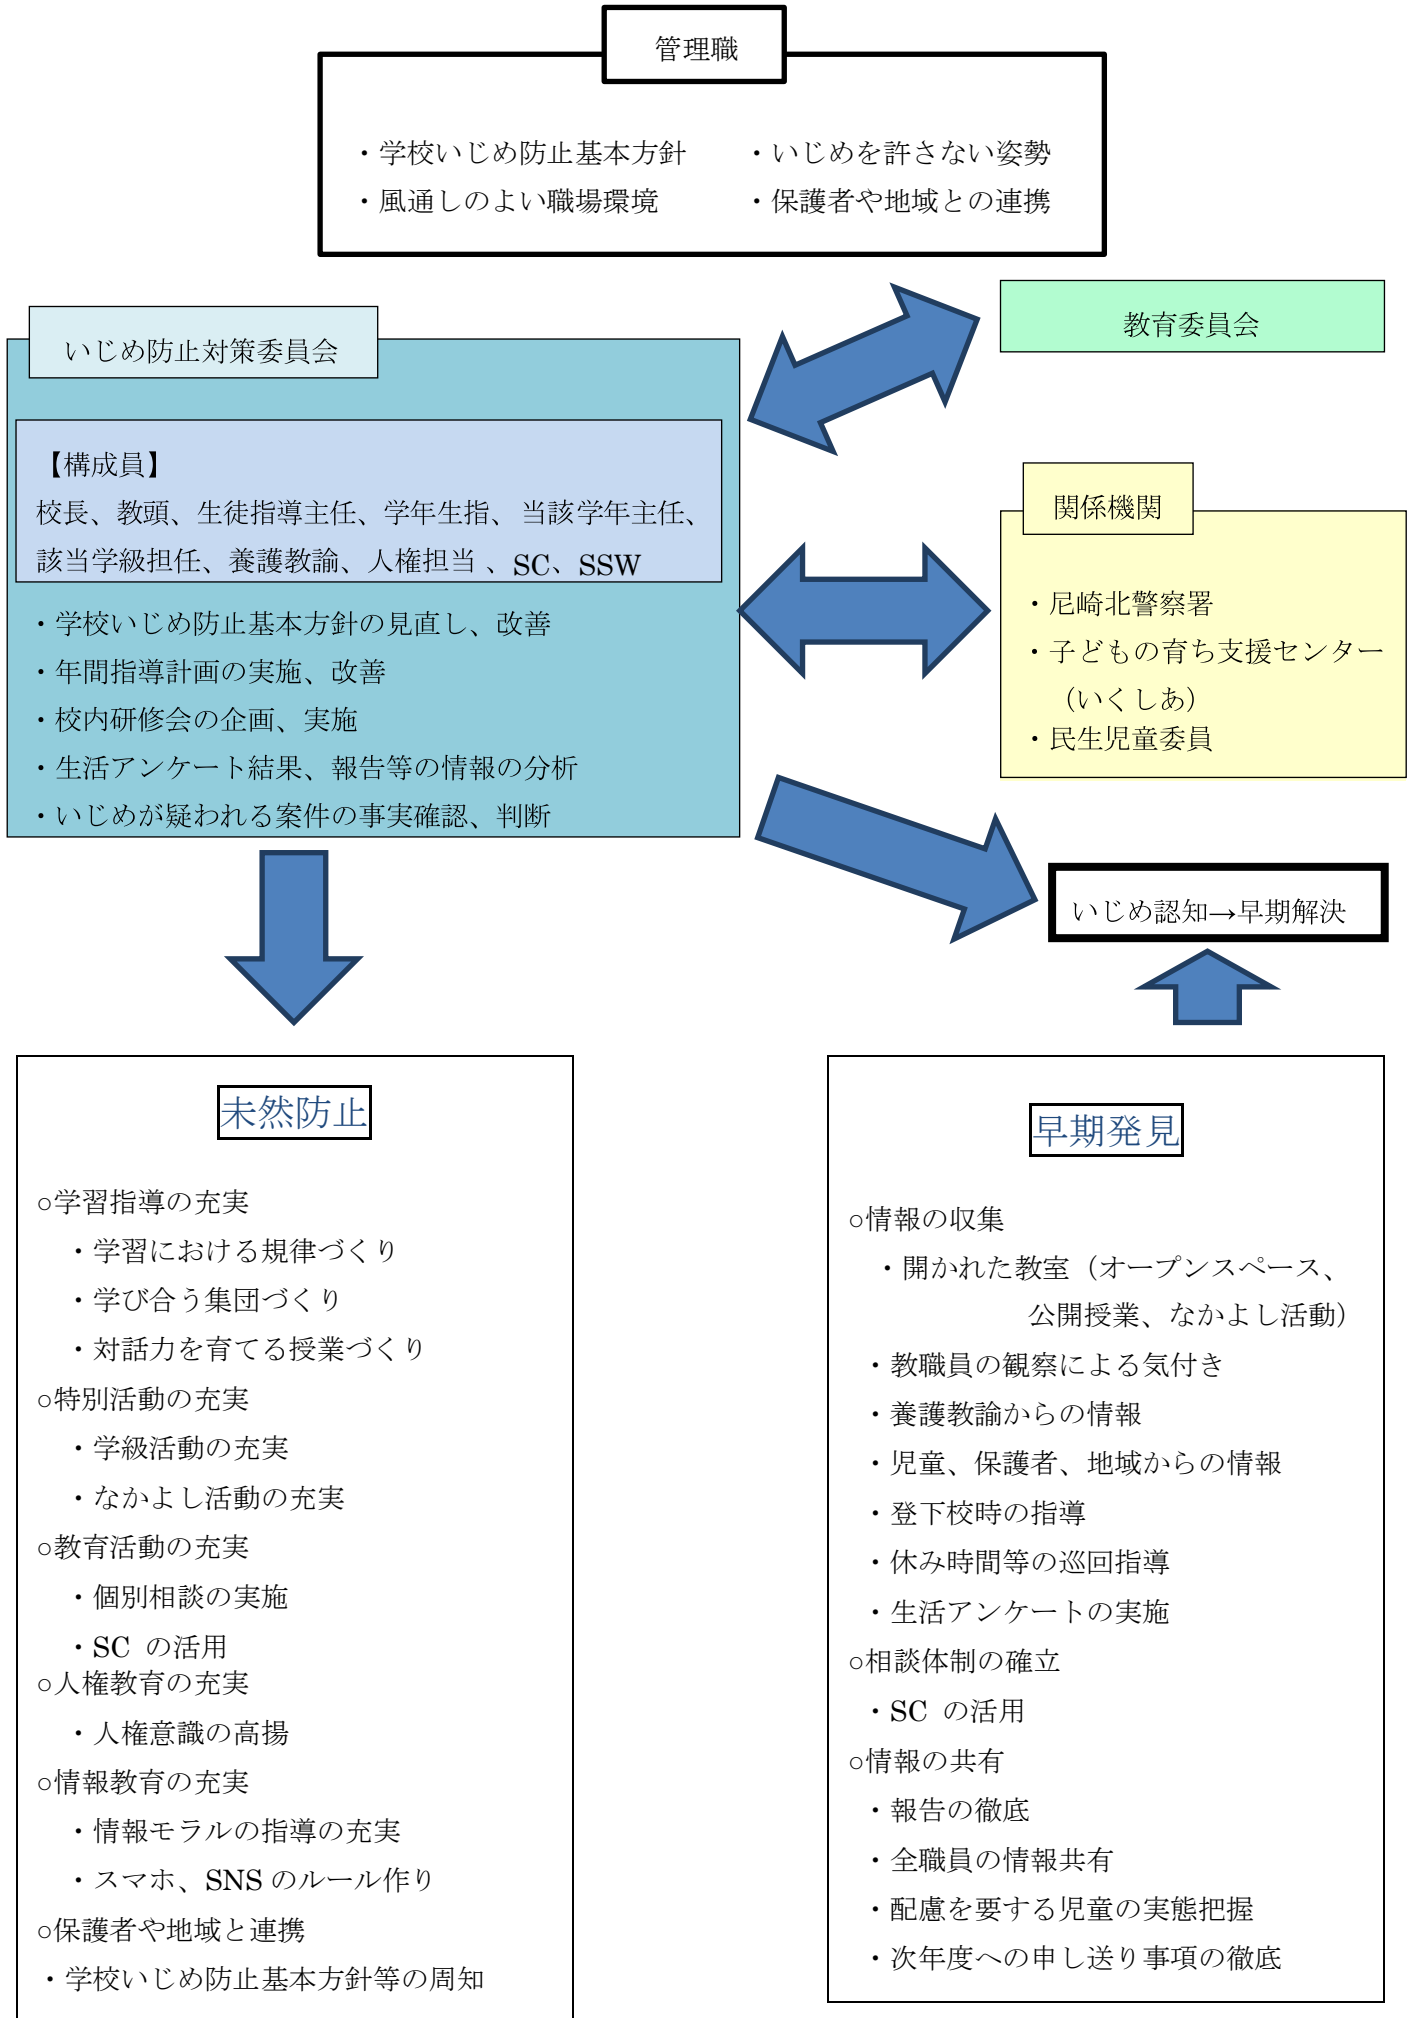 管理職
・学校いじめ防止基本方針　　・いじめを許さない姿勢
・風通しのよい職場環境　　　・保護者や地域との連携
教育委員会
いじめ防止対策委員会
【構成員】
校長、教頭、生徒指導主任、学年生指、当該学年主任、
該当学級担任、養護教諭、人権担当、SC、SSW
・学校いじめ防止基本方針の見直し、改善
・年間指導計画の実施、改善
・校内研修会の企画、実施
・生活アンケート結果、報告等の情報の分析
・いじめが疑われる案件の事実確認、判断
関係機関
・尼崎北警察署
・子どもの育ち支援センター
（いくしあ）
・民生児童委員
いじめ認知→早期解決
未然防止
○学習指導の充実
・学習における規律づくり
・学び合う集団づくり
・対話力を育てる授業づくり
○特別活動の充実
・学級活動の充実
・なかよし活動の充実
○教育活動の充実
・個別相談の実施
・SC の活用
○人権教育の充実
・人権意識の高揚
○情報教育の充実
・情報モラルの指導の充実
・スマホ、SNSのルール作り
○保護者や地域と連携
・学校いじめ防止基本方針等の周知
早期発見
○情報の収集
・開かれた教室（オープンスペース、
公開授業、なかよし活動）
・教職員の観察による気付き
・養護教諭からの情報
・児童、保護者、地域からの情報
・登下校時の指導
・休み時間等の巡回指導
・生活アンケートの実施
○相談体制の確立
・SC の活用
○情報の共有
・報告の徹底
・全職員の情報共有
・配慮を要する児童の実態把握
・次年度への申し送り事項の徹底